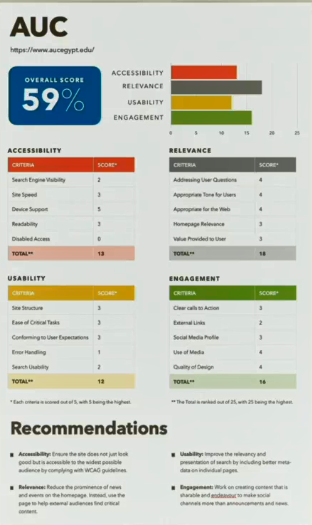 AUC
https://www.aucegypt.edu/
OVERALL SCORE
59%
ACCESSIBILITY
RELEVANCE
USABILITY
ENGAGEMENT
0 5 10 15 20 25
ACCESSIBILITY
CRITERIA SCORE*
Search Engine Visibility 2
Site Speed 3
Device Support 5
Readability 3
Disabled Access 0
TOTAL** 13
RELEVANCE
CRITERIA SCORE*
Addressing User Questions 4
Appropriate Tone for Users 4
Appropriate for the Web 4
Homepage Relevance 3
Value Provided to User 3
TOTAL** 18
USABILITY
CRITERIA SCORE*
Site Structure 3
Ease of Critical Tasks 3
Conforming to User Expectations 3
Error Handling 1
Search Usability 2
TOTAL** 12
ENGAGEMENT
CRITERIA SCORE*
Clear calls to Action 3
External Links 2
Social Media Profile 3
Use of Media 4
Quality of Design 4
TOTAL** 16
* Each criteria is scored out of 5, with 5 being the highest.
** The Total is ranked out of 25, with 25 being the highest.
Recommendations
Accessibility: Ensure the site does not just look
good but is accessible to the widest possible
audience by complying with WCAG guidelines.
Relevance: Reduce the prominence of news
and events on the homepage. Instead, use the
page to help external audiences find critical
content.
Usability: Improve the relevancy and
presentation of search by including better meta-
data on individual pages.
Engagement: Work on creating content that is
sharable and endeavour to make social
channels more than announcements and news.